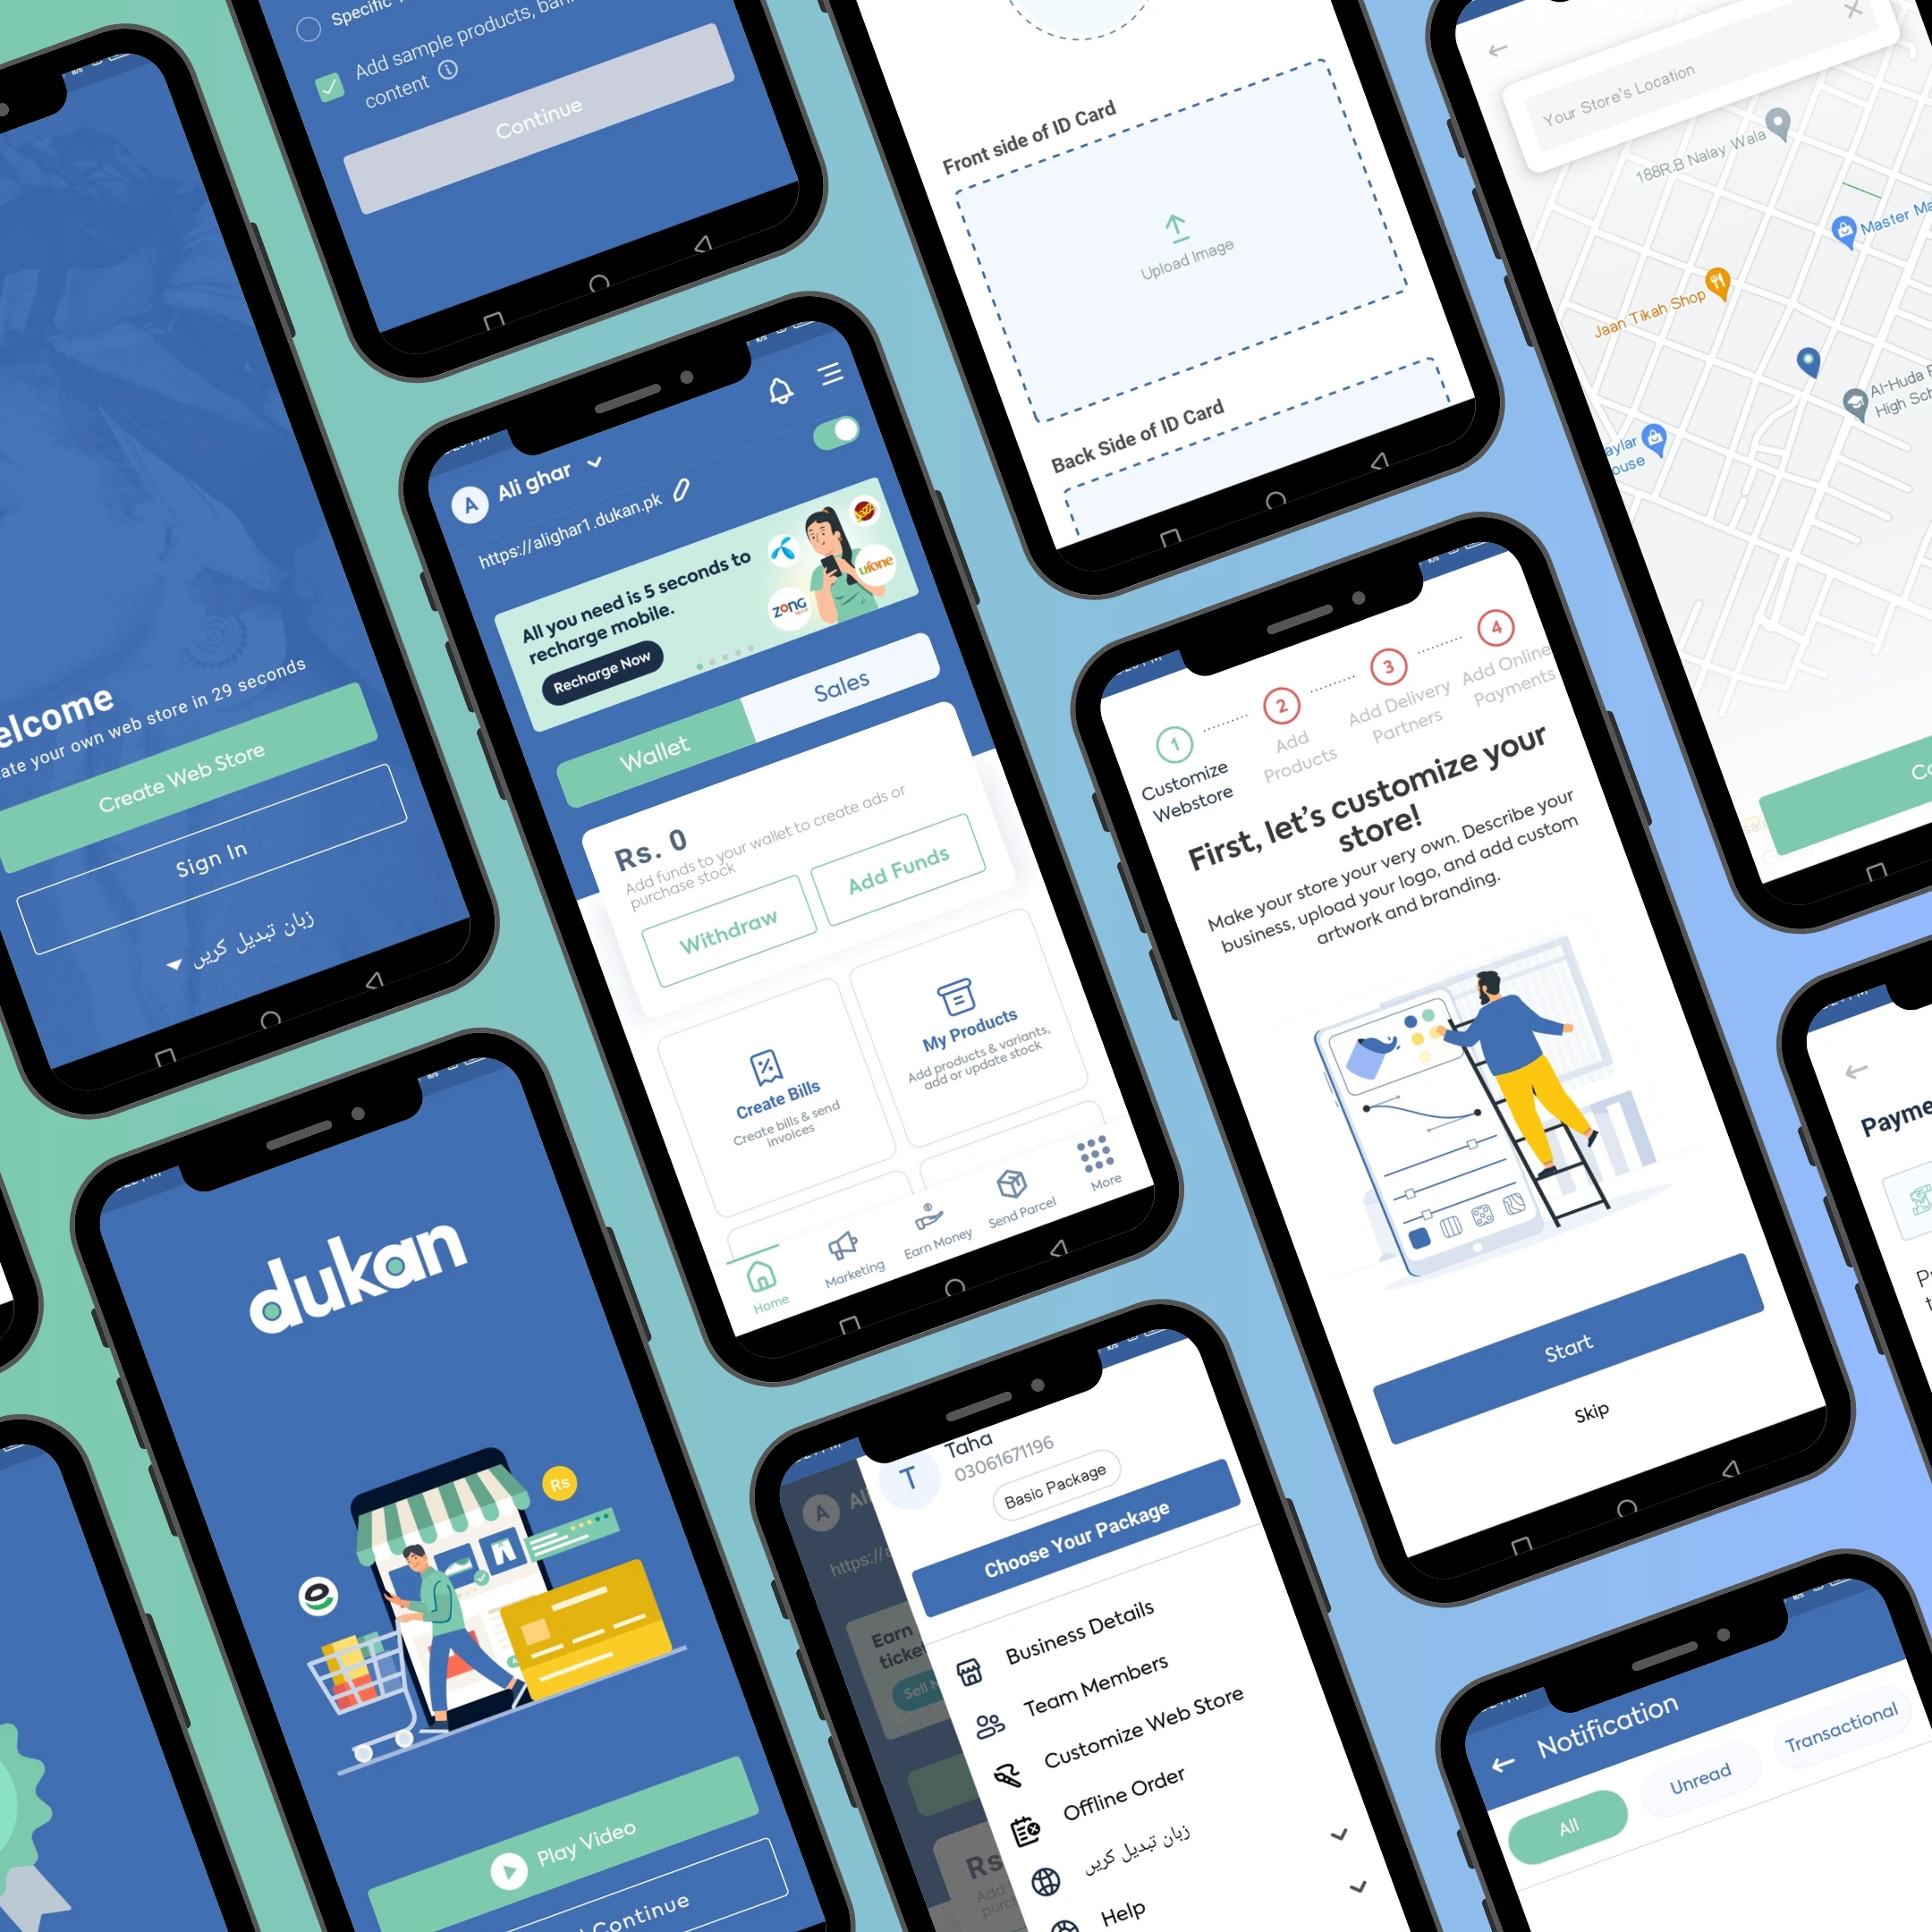 Specific
Add sample products,
content
Continue
Front side of ID Card
Upload Image
Back Side of ID Card
Your Store's Location
188R.B Nalay Wala
Master
Jaan Tikah Shop
Al-Huda
High
elcome
ate your own web store in 29 seconds
Create Web Store
Sign In
زبان تبدیل کریں
A
Ali ghar
https://alighar1.dukan.pk
All you need is 5 seconds to
recharge mobile.
Recharge Now
zong
ufone
Wallet
Sales
Rs. 0
Add funds to your wallet to create ads or
purchase stock
Withdraw
Add Funds
Create Bills
Create bills & send
Invoices
My Products
Add products & variants,
add or update stock
Home
Marketing
Earn Money
Send Parcel
More
1
2
3
4
Customize
Webstore
Add
Products
Add Delivery
Partners
Add Online
Payments
First, let's customize your
store!
Make your store your very own. Describe your
business, upload your logo, and add custom
artwork and branding.
Start
Skip
dukan
Rs
Play Video
Continue
A
https://a
Earn
ticke
Sell
Rs
Add
T
Taha
03061671196
Basic Package
Choose Your Package
Business Details
Team Members
Customize Web Store
Offline Order
زبان تبدیل کریں
Help
Payme
Notification
All
Unread
Transactional